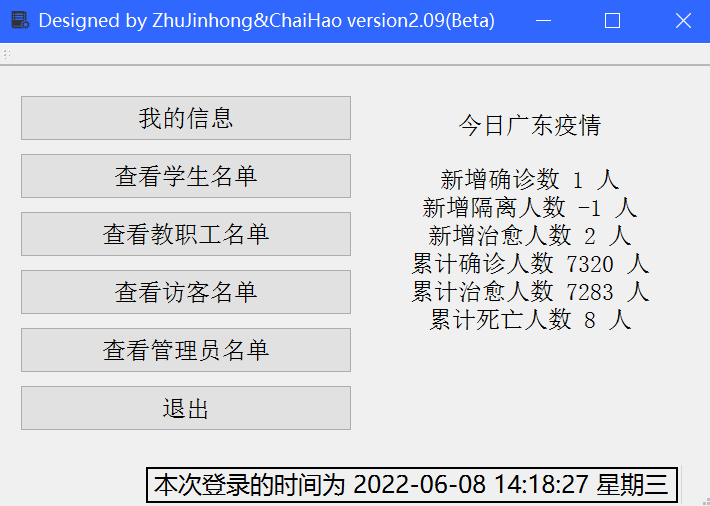 Designed by ZhuJinhong&ChaiHao version2.09(Beta)
我的信息
查看学生名单
查看教职工名单
查看访客名单
查看管理员名单
退出
今日广东疫情
新增确诊数 1 人
新增隔离人数 -1 人
新增治愈人数 2 人
累计确诊人数 7320 人
累计治愈人数 7283 人
累计死亡人数 8 人
本次登录的时间为 2022-06-08 14:18:27 星期三